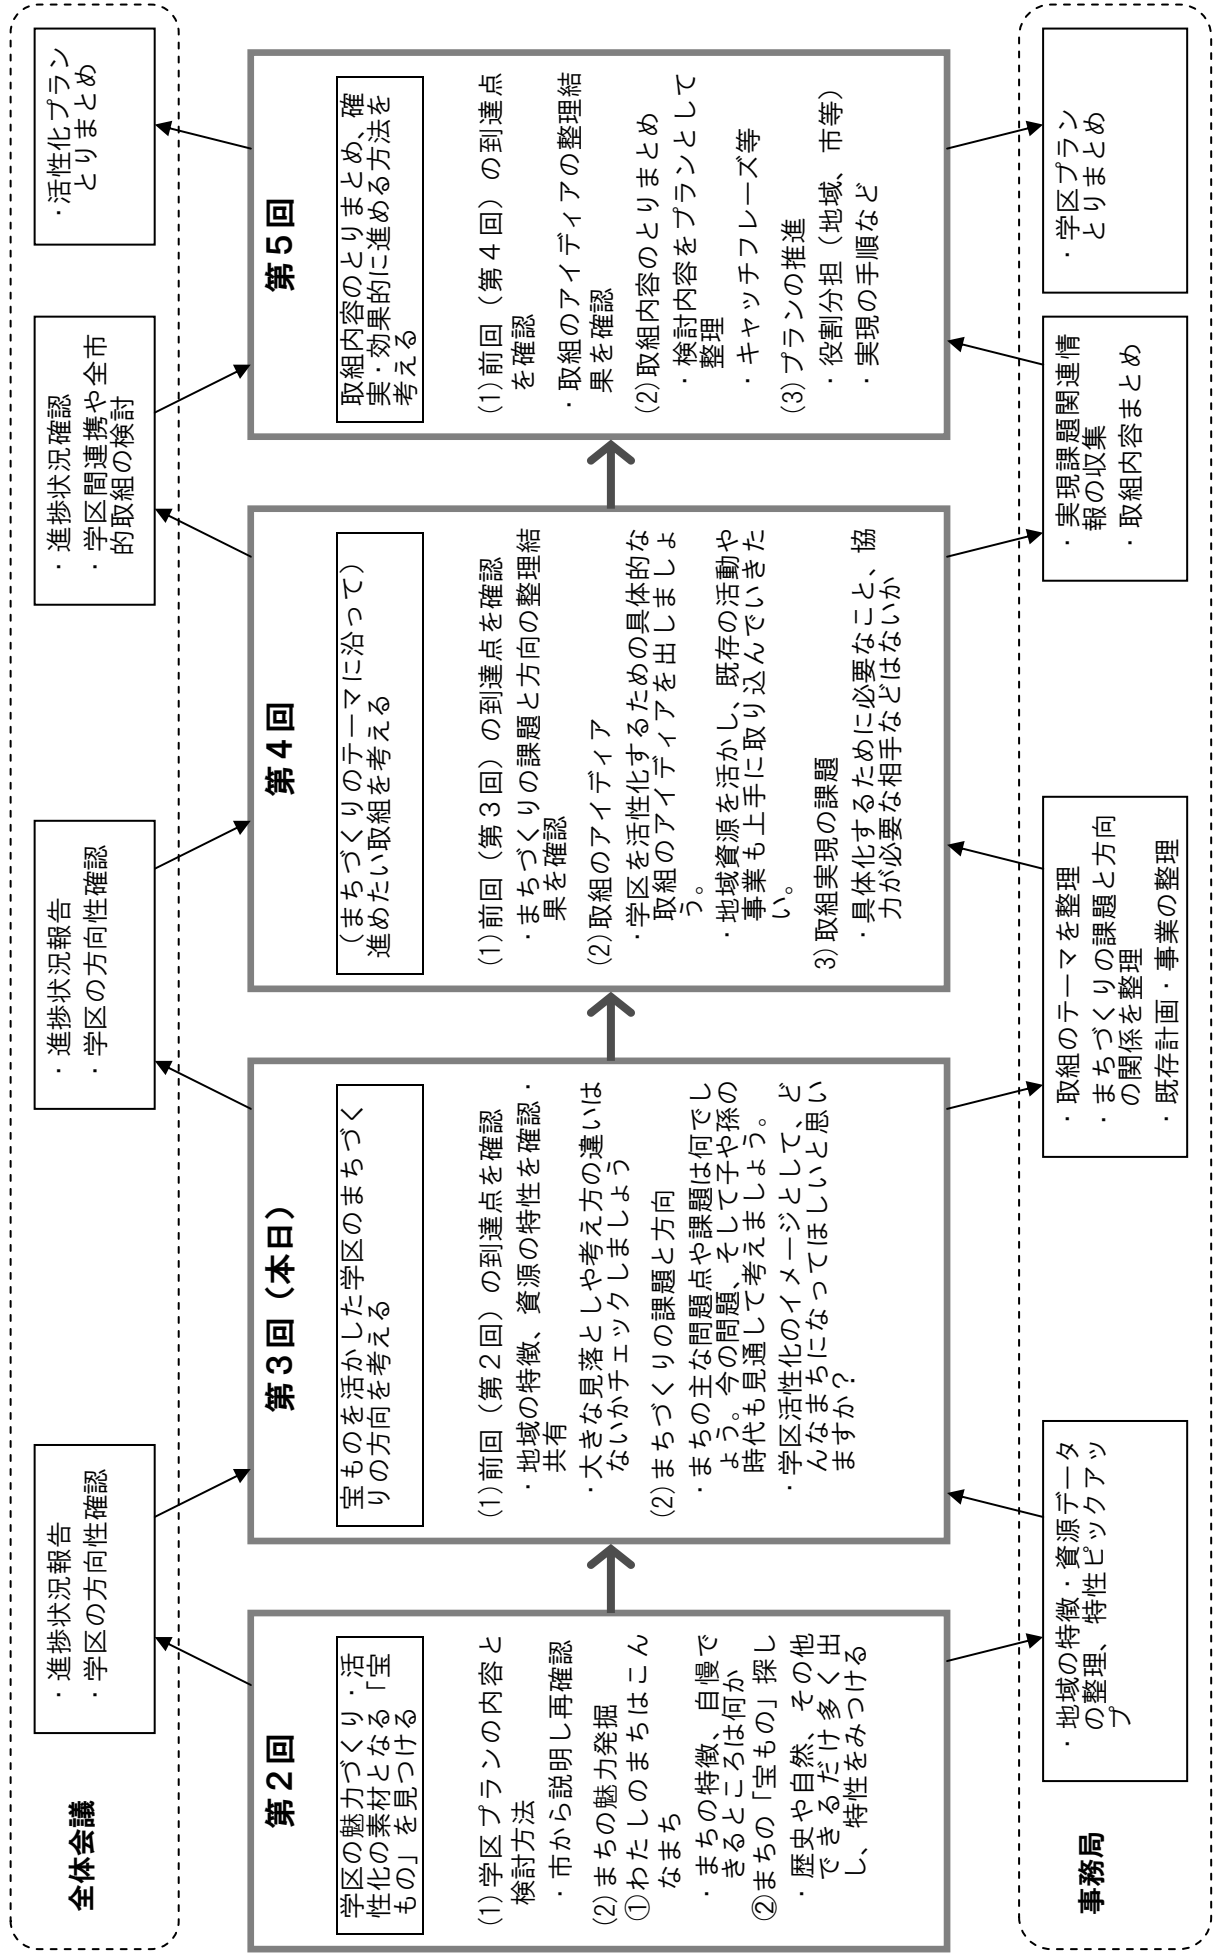 全体会議
・進捗状況報告
・学区の方向性確認
・進捗状況報告
・学区の方向性確認
・進捗状況確認
・学区間連携や全市
的取組の検討
・活性化プラン
とりまとめ
第２回
学区の魅力づくり・活
性化の素材となる「宝
もの」を見つける
(1)学区プランの内容と
検討方法
・市から説明し再確認
(2)まちの魅力発掘
①わたしのまちはこん
なまち
・まちの特徴、自慢で
きるところは何か
②まちの「宝もの」探し
・歴史や自然、その他
できるだけ多く出
し、特性をみつける
第３回（本日）
宝ものを活かした学区のまちづく
りの方向を考える
(1)前回（第２回）の到達点を確認
・地域の特徴、資源の特性を確認・
共有
・大きな見落としや考え方の違いは
ないかチェックしましょう
(2)まちづくりの課題と方向
・まちの主な問題点や課題は何でし
ょう。今の問題、そして子や孫の
時代も見通して考えましょう。
・学区活性化のイメージとして、ど
んなまちになってほしいと思い
ますか？
第４回
（まちづくりのテーマに沿って）
進めたい取組を考える
(1)前回（第３回）の到達点を確認
・まちづくりの課題と方向の整理結
果を確認
(2)取組のアイディア
・学区を活性化するための具体的な
取組のアイディアを出しましょ
う。
・地域資源を活かし、既存の活動や
事業も上手に取り込んでいきた
い。
3)取組実現の課題
・具体化するために必要なこと、協
力が必要な相手などはないか
第５回
取組内容のとりまとめ、確
実・効果的に進める方法を
考える
(1)前回（第４回）の到達点
を確認
・取組のアイディアの整理結
果を確認
(2)取組内容のとりまとめ
・検討内容をプランとして
整理
・キャッチフレーズ等
(3)プランの推進
・役割分担（地域、市等）
・実現の手順など
事務局
・地域の特徴・資源データ
の整理、特性ピックアッ
プ
・取組のテーマを整理
・まちづくりの課題と方向
の関係を整理
・既存計画・事業の整理
・実現課題関連情
報の収集
・取組内容まとめ
・学区プラン
とりまとめ